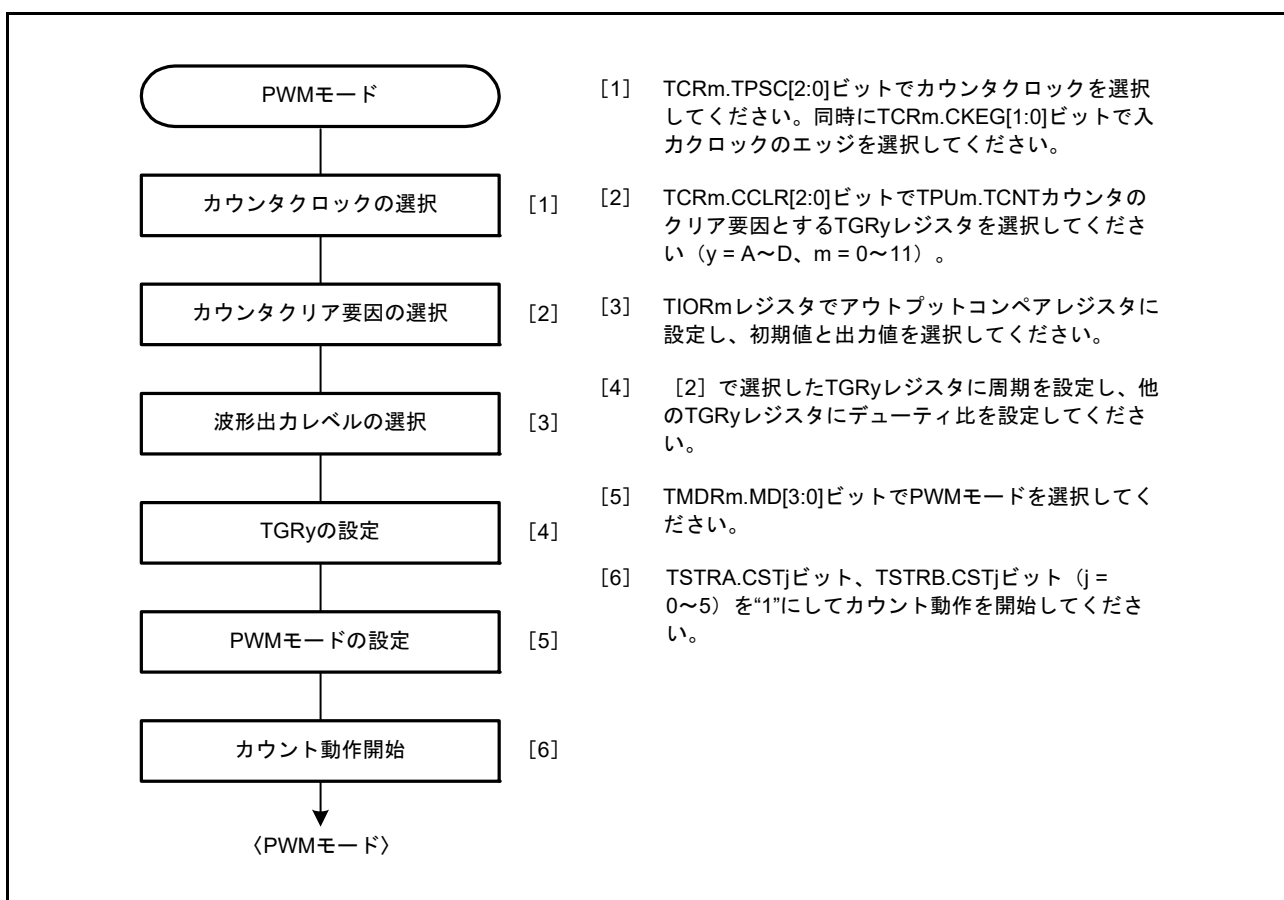 PWMモード
カウンタクロックの選択 [1]
カウンタクリア要因の選択 [2]
波形出力レベルの選択 [3]
TGRyの設定 [4]
PWMモードの設定 [5]
カウント動作開始 [6]
〈PWMモード〉
[1] TCRm.TPSC[2:0]ビットでカウンタクロックを選択
してください。同時にTCRm.CKEG[1:0]ビットで入
力クロックのエッジを選択してください。
[2] TCRm.CCLR[2:0]ビットでTPUm.TCNTカウンタの
クリア要因とするTGRyレジスタを選択してくださ
い（y = A～D、m = 0～11）。
[3] TIORmレジスタでアウトプットコンペアレジスタに
設定し、初期値と出力値を選択してください。
[4] [2]で選択したTGRyレジスタに周期を設定し、他
のTGRyレジスタにデューティ比を設定してくださ
い。
[5] TMDRm.MD[3:0]ビットでPWMモードを選択してく
ださい。
[6] TSTRA.CSTjビット、TSTRB.CSTjビット（j =
0～5）を“1”にしてカウント動作を開始してくださ
い。